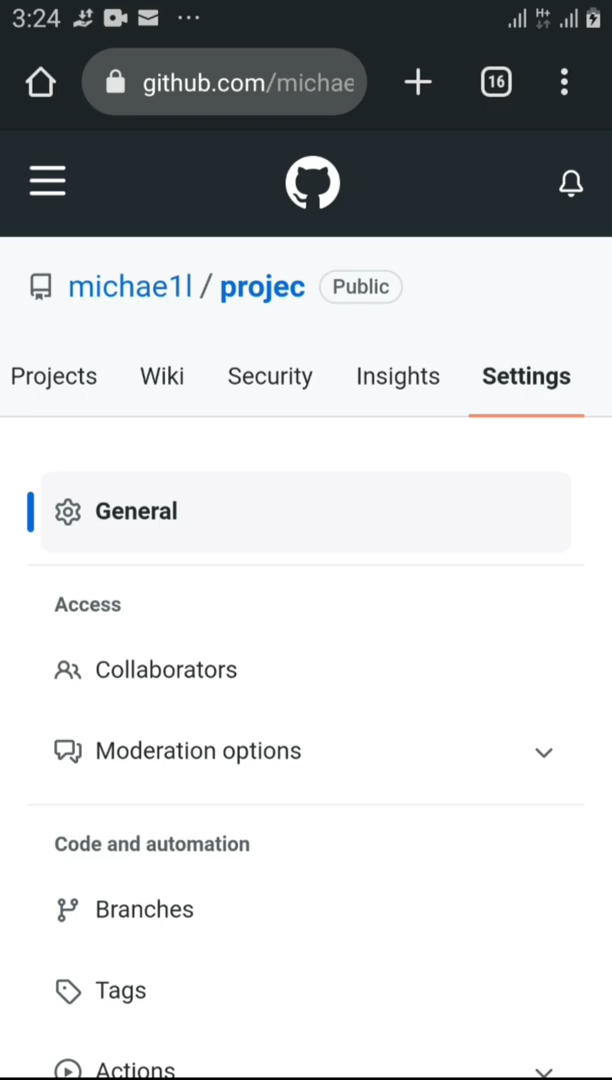 3:24 ...
H+
github.com/michae
16
michae1l / projec Public
Projects Wiki Security Insights Settings
General
Access
Collaborators
Moderation options
Code and automation
Branches
Tags
Actions